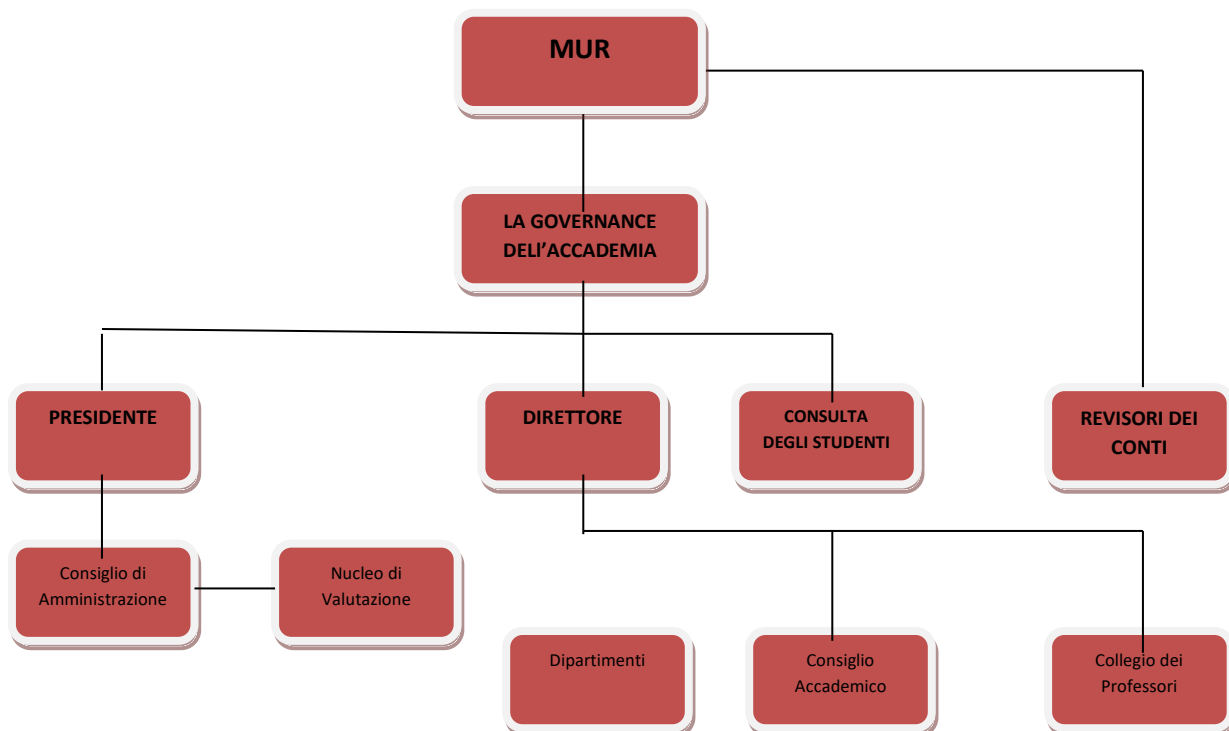 MUR
LA GOVERNANCE
DELl’ACCADEMIA
PRESIDENTE
DIRETTORE
CONSULTA
DEGLI STUDENTI
REVISORI DEI
CONTI
Consiglio di
Amministrazione
Nucleo di
Valutazione
Dipartimenti
Consiglio
Accademico
Collegio dei
Professori